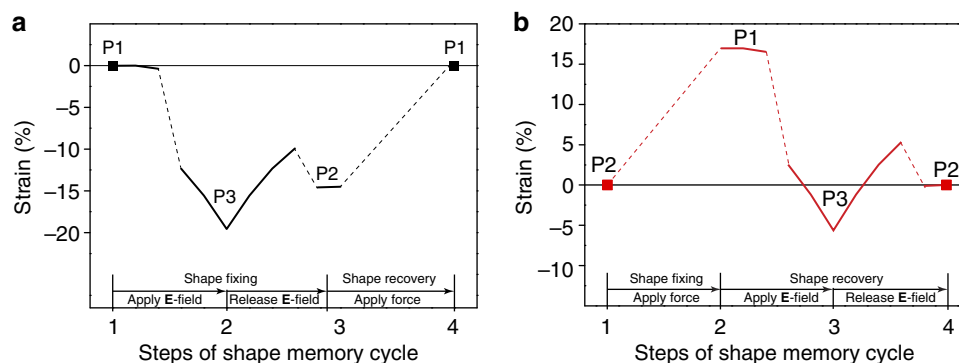 a
P1
P1
0
−5
−10
−15
−20
Strain (%)
P2
P3
Shape fixing
Shape recovery
Apply E-field
Release E-field
Apply force
1
2
3
4
Steps of shape memory cycle
b
20
15
10
5
0
−5
−10
Strain (%)
P1
P2
P2
P3
Shape fixing
Shape recovery
Apply force
Apply E-field
Release E-field
1
2
3
4
Steps of shape memory cycle